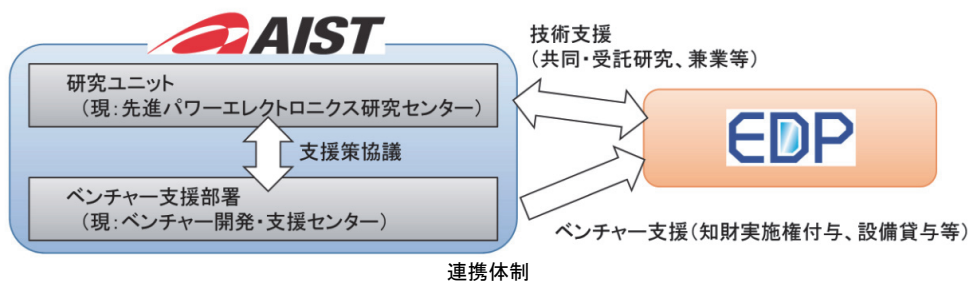 AIST
技術支援
（共同・受託研究、兼業等）
研究ユニット
（現：先進パワーエレクトロニクス研究センター）
支援策協議
EDP
ベンチャー支援部署
（現：ベンチャー開発・支援センター）
ベンチャー支援（知財実施権付与、設備貸与等）
連携体制